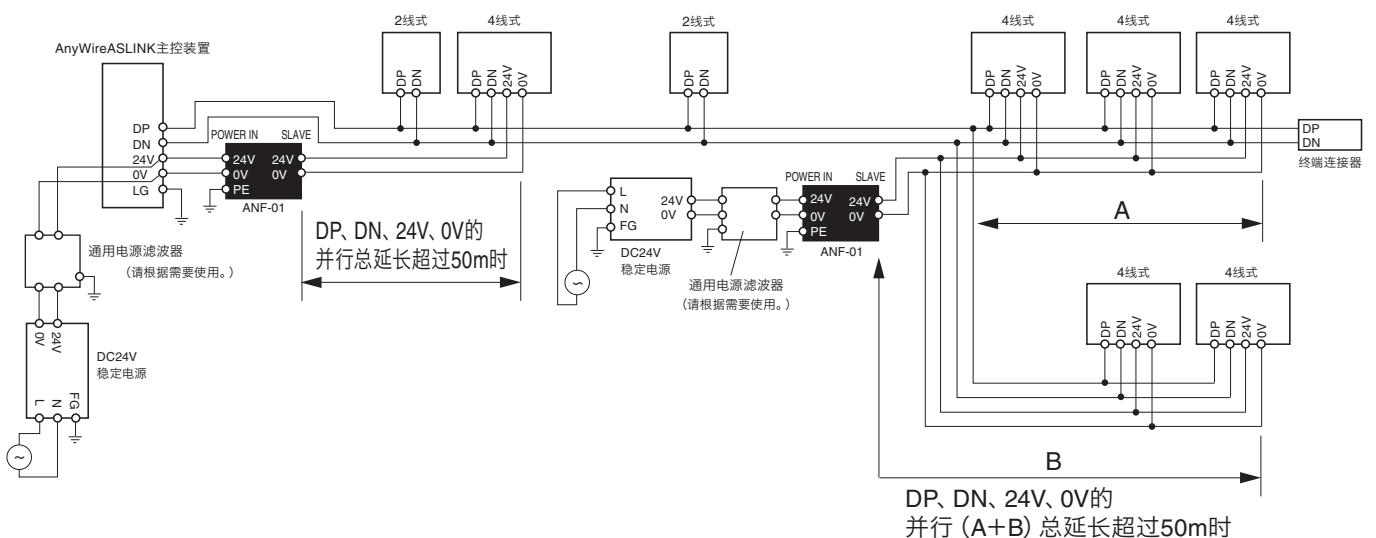 2线式
4线式
2线式
4线式
4线式
4线式
AnyWireASLINK主控装置
DP
DN
DP
DN
24V
0V
DP
DN
DP
DN
24V
0V
DP
DN
24V
0V
DP
DN
24V
0V
DP
DN
24V
0V
LG
POWER IN
SLAVE
24V
24V
0V
0V
PE
ANF-01
DP
DN
终端连接器
通用电源滤波器
（请根据需要使用。）
DP、DN、24V、0V的
并行总延长超过50m时
L
N
FG
24V
0V
DC24V
稳定电源
通用电源滤波器
（请根据需要使用。）
POWER IN
SLAVE
24V
24V
0V
0V
PE
ANF-01
A
0V
24V
DC24V
稳定电源
L
N
FG
~
~
4线式
4线式
DP
DN
24V
0V
DP
DN
24V
0V
B
DP、DN、24V、0V的
并行（A+B）总延长超过50m时